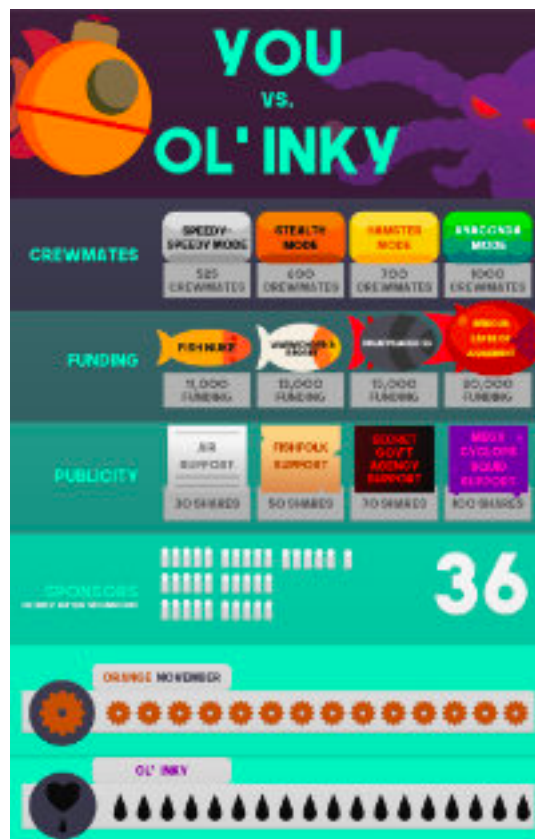 YOU
VS.
OL' INKY
CREWMATES
SPEEDY-
SPEEDY MODE
STEALTH
MODE
HAMSTER
MODE
ANACONDA
MODE
525
CREWMATES
600
CREWMATES
700
CREWMATES
1000
CREWMATES
FUNDING
FISH NUKE
11,000
FUNDING
13,000
FUNDING
15,000
FUNDING
20,000
FUNDING
PUBLICITY
AIR
SUPPORT
FISHFOLK
SUPPORT
SECRET
GOV'T
AGENCY
SUPPORT
MEGA
CYCLOPS
SQUID
SUPPORT
30 SHARES
50 SHARES
70 SHARES
100 SHARES
SPONSORS
36
ORANGE NOVEMBER
OL' INKY